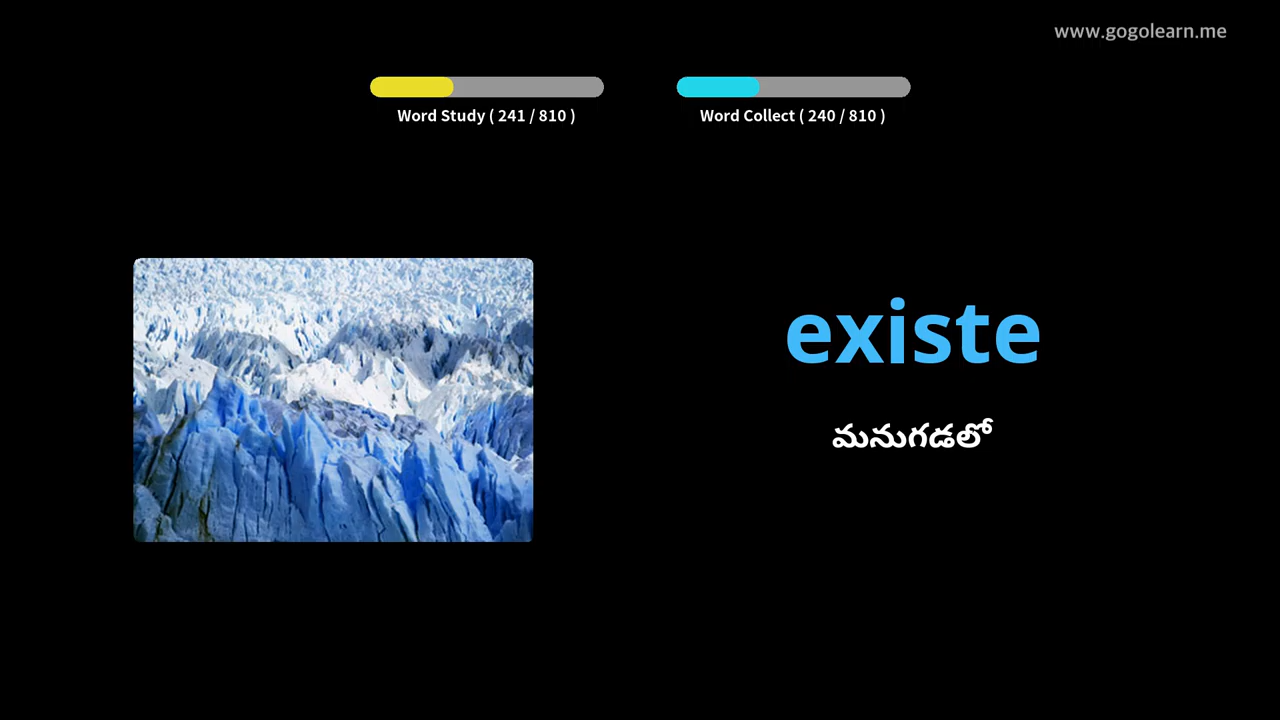 www.gogolearn.me
Word Study ( 241 / 810 )
Word Collect ( 240 / 810 )
existe
మనుగడలో